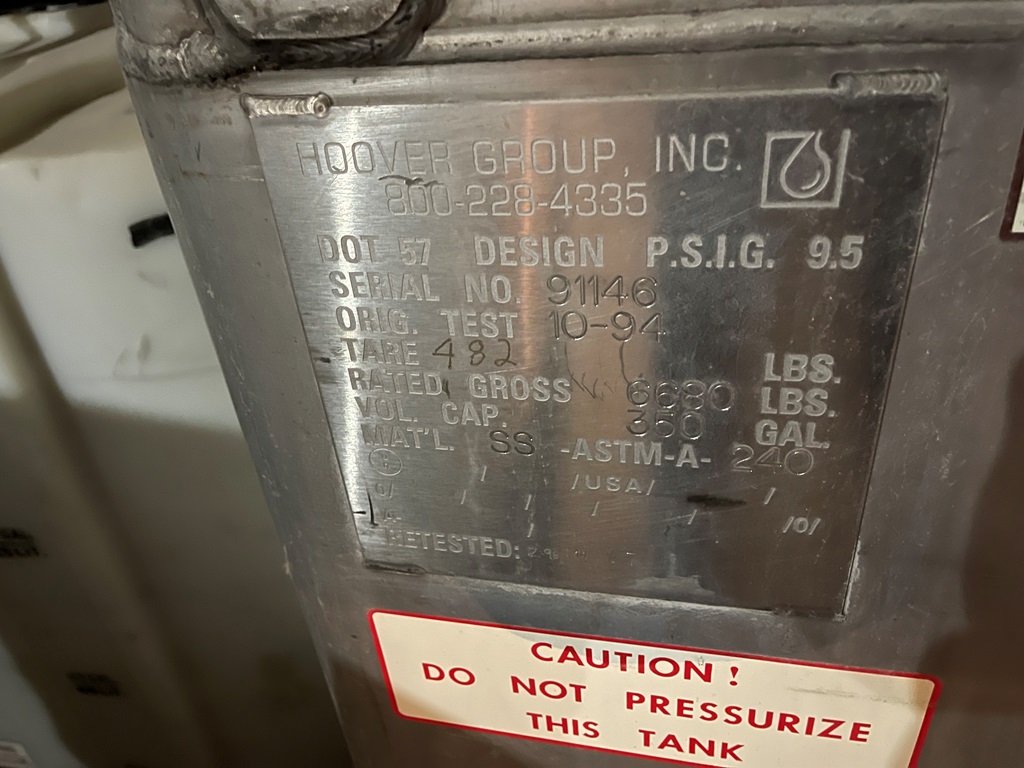 HOOVER GROUP, INC.
800-228-4335
DOT 57 DESIGN P.S.I.G. 9.5
SERIAL NO. 91146
ORIG. TEST 10-94
TARE 482 LBS.
RATED GROSS 6680 LBS.
VOL. CAP. 350 GAL.
MAT'L. SS -ASTM-A- 240
/ /USA/ /
/ / / / /0/
RETESTED:
CAUTION !
DO NOT PRESSURIZE
THIS TANK